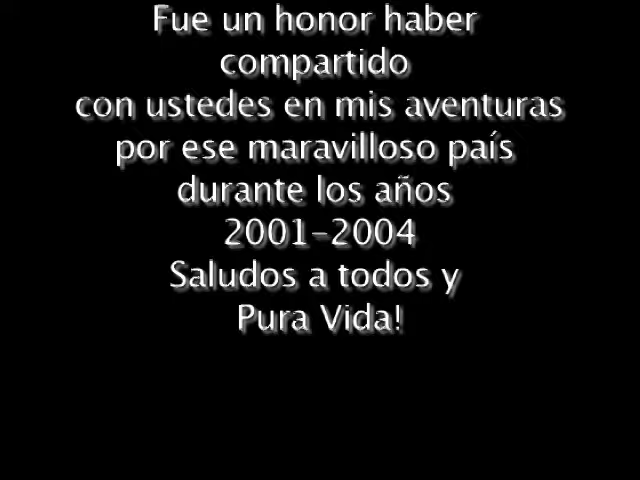 Fue un honor haber
compartido
con ustedes en mis aventuras
por ese maravilloso país
durante los años
2001-2004
Saludos a todos y
Pura Vida!